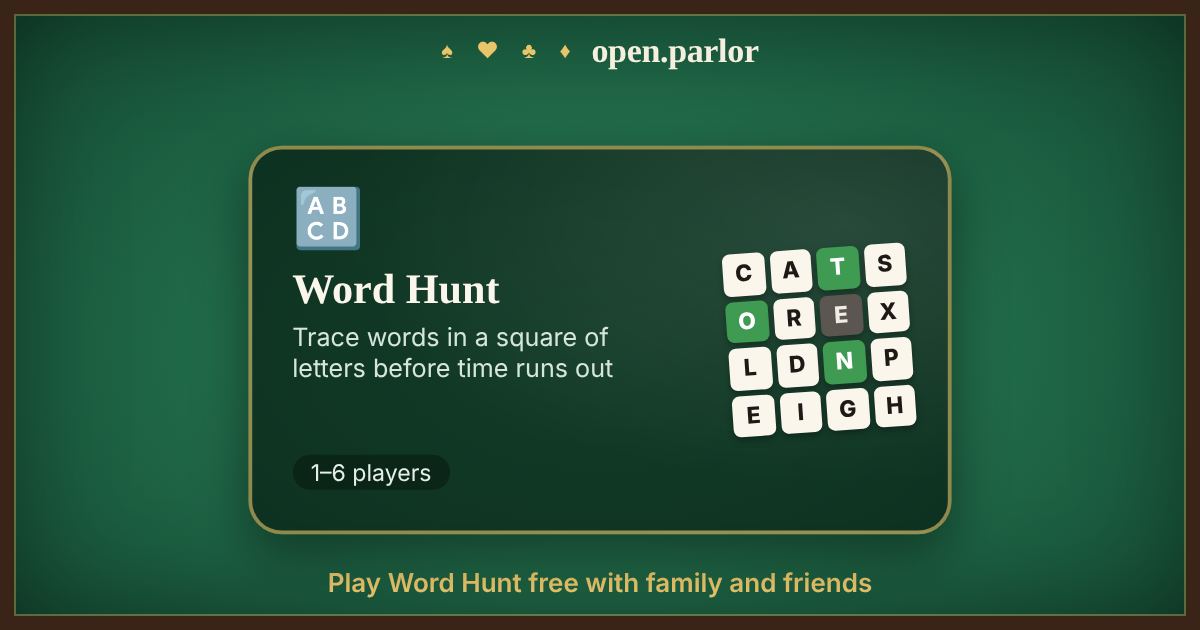 ♠ ♥ ♣ ♦ open.parlor
A B
C D
Word Hunt
Trace words in a square of
letters before time runs out
1–6 players
C A T S
O R E X
L D N P
E I G H
Play Word Hunt free with family and friends